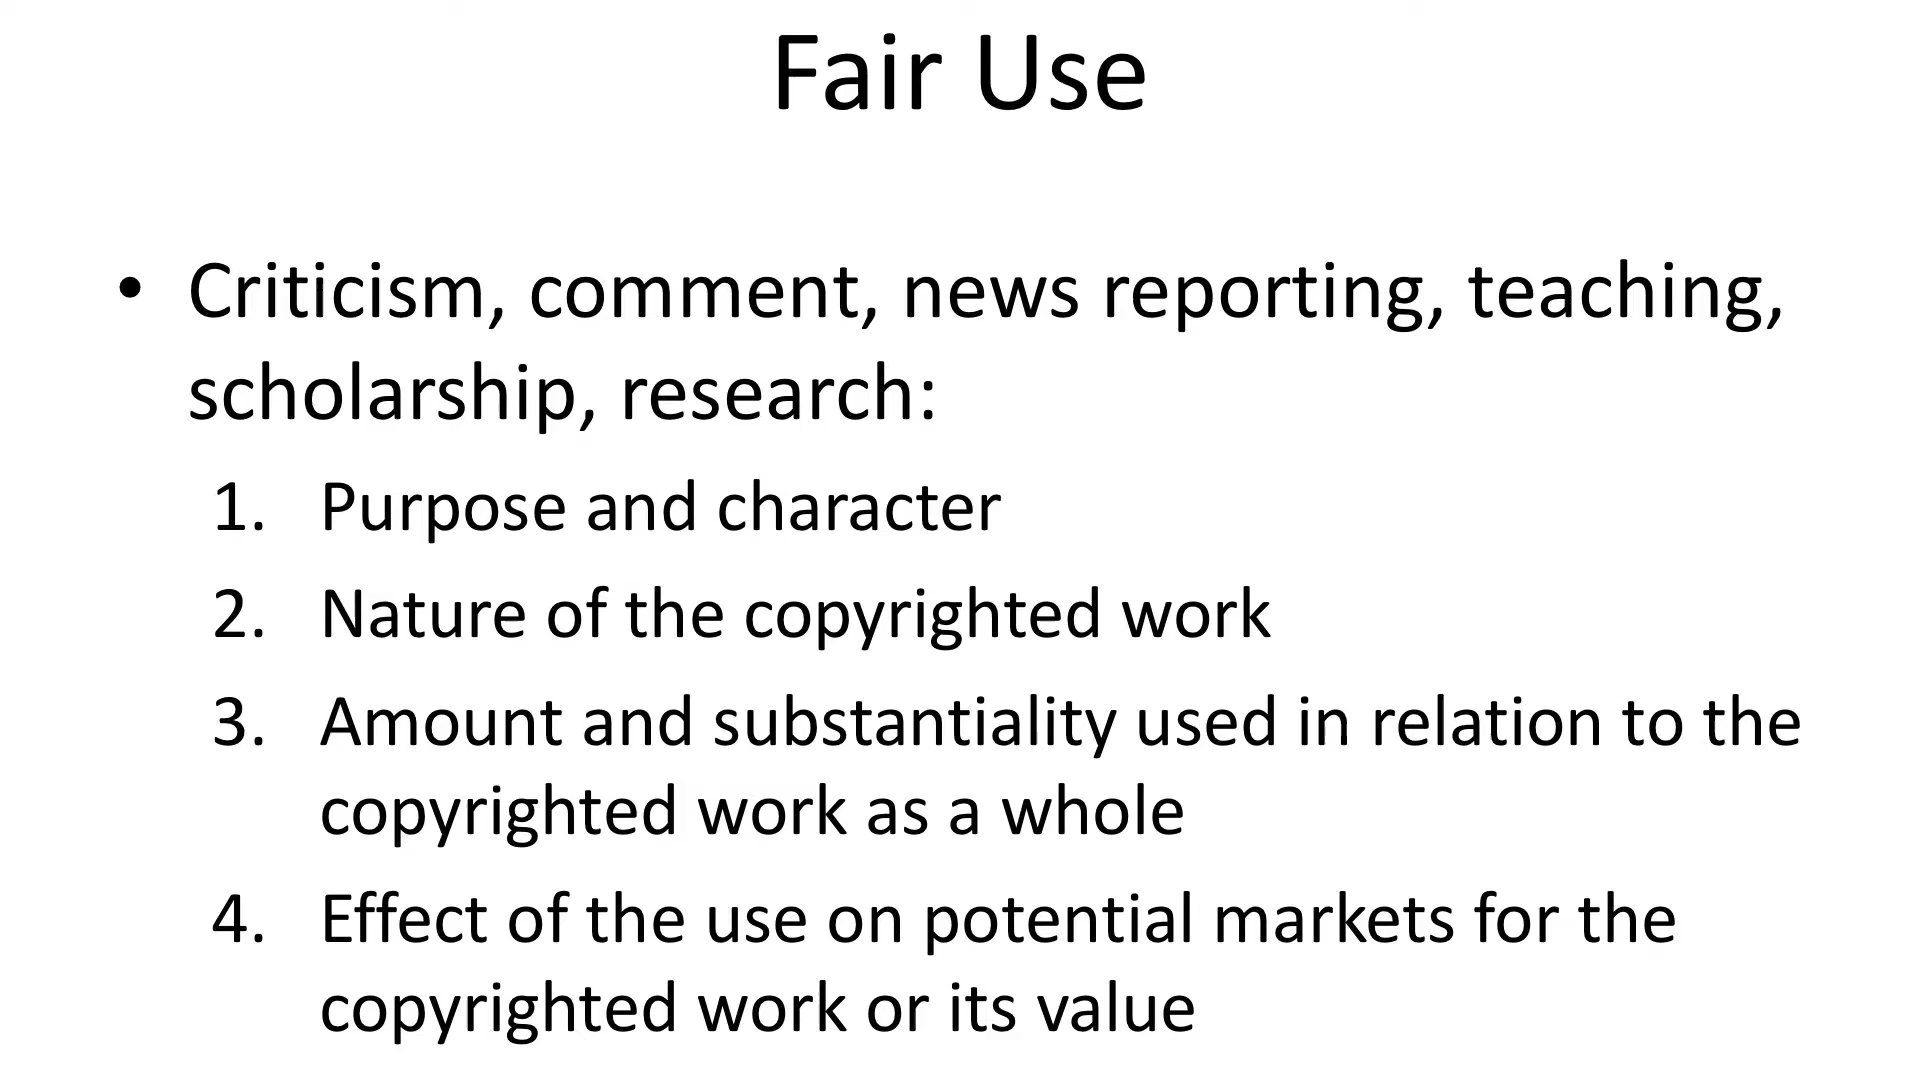 Fair Use
• Criticism, comment, news reporting, teaching,
scholarship, research:
1. Purpose and character
2. Nature of the copyrighted work
3. Amount and substantiality used in relation to the
copyrighted work as a whole
4. Effect of the use on potential markets for the
copyrighted work or its value